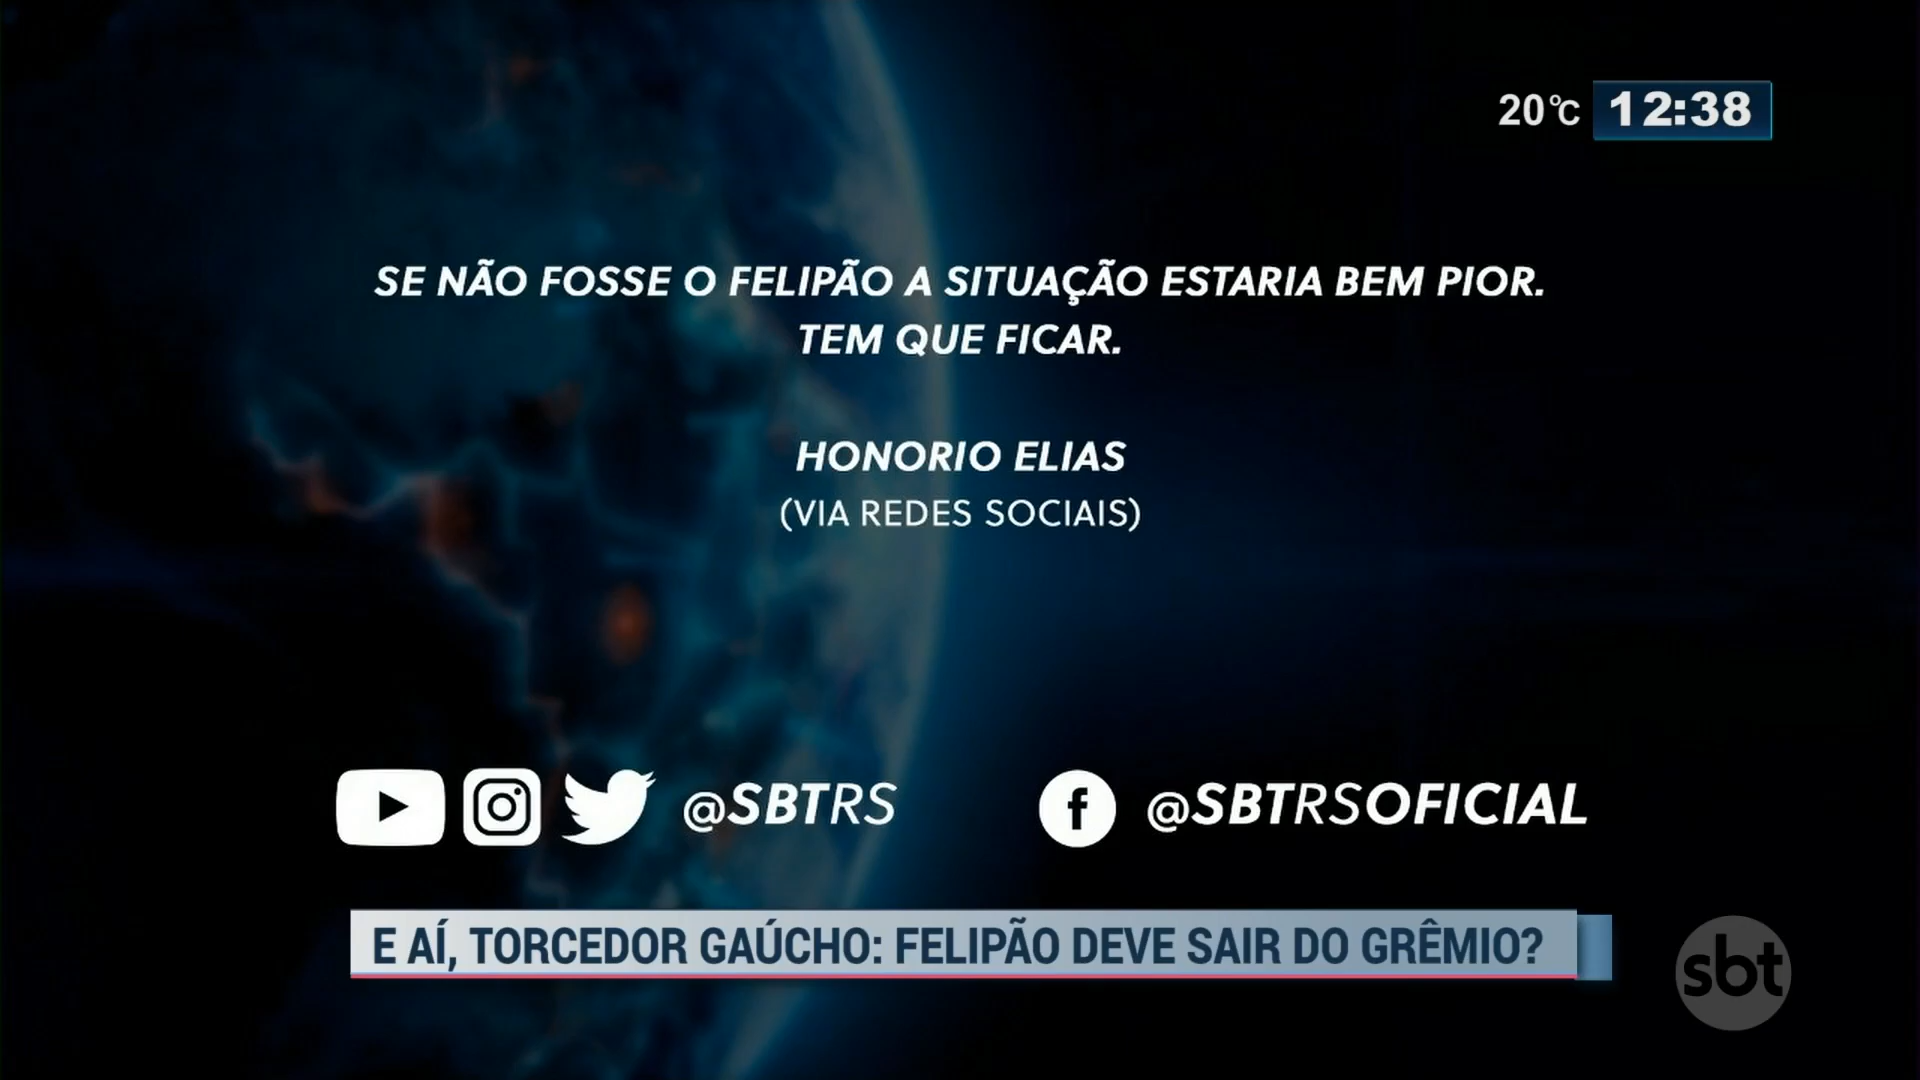 20°C 12:38
SE NÃO FOSSE O FELIPÃO A SITUAÇÃO ESTARIA BEM PIOR.
TEM QUE FICAR.
HONORIO ELIAS
(VIA REDES SOCIAIS)
@SBTRS @SBTRSOFICIAL
E AÍ, TORCEDOR GAÚCHO: FELIPÃO DEVE SAIR DO GRÊMIO?
sbt